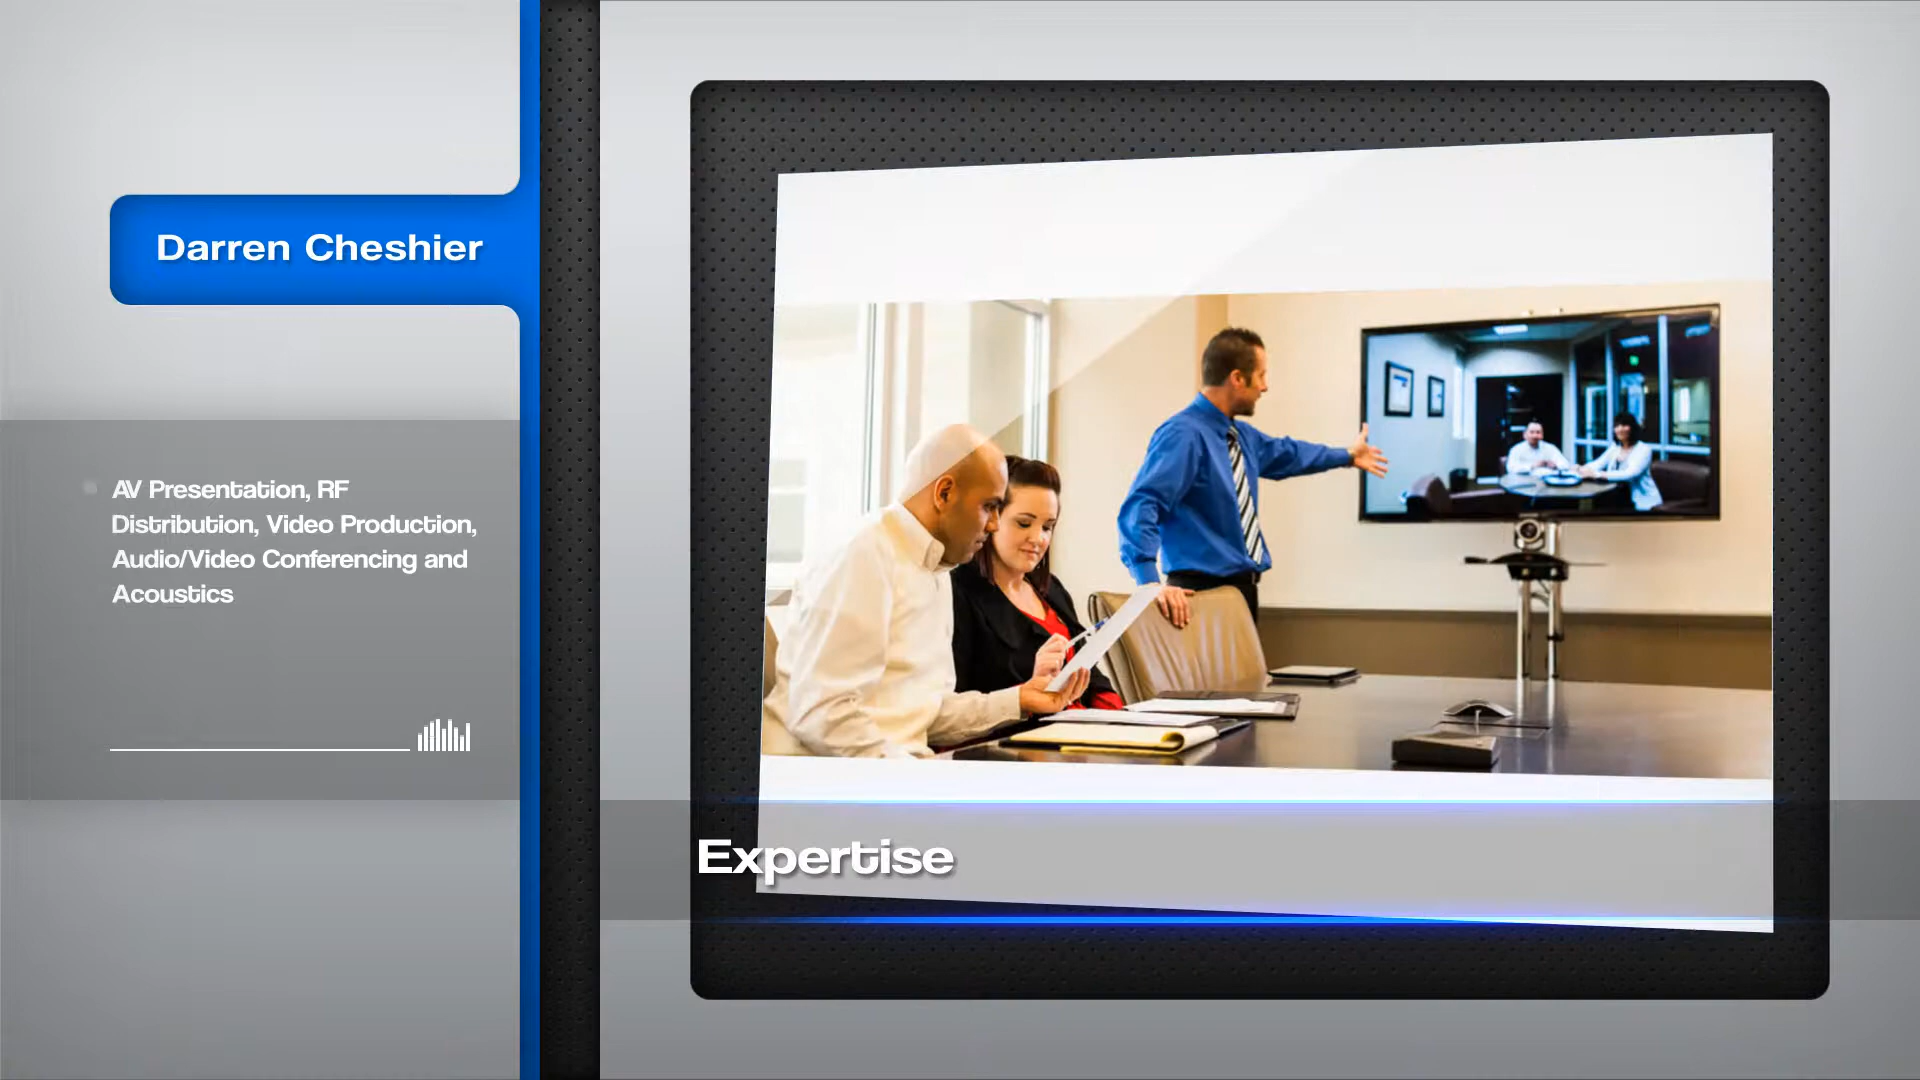 Darren Cheshier
AV Presentation, RF
Distribution, Video Production,
Audio/Video Conferencing and
Acoustics
Expertise